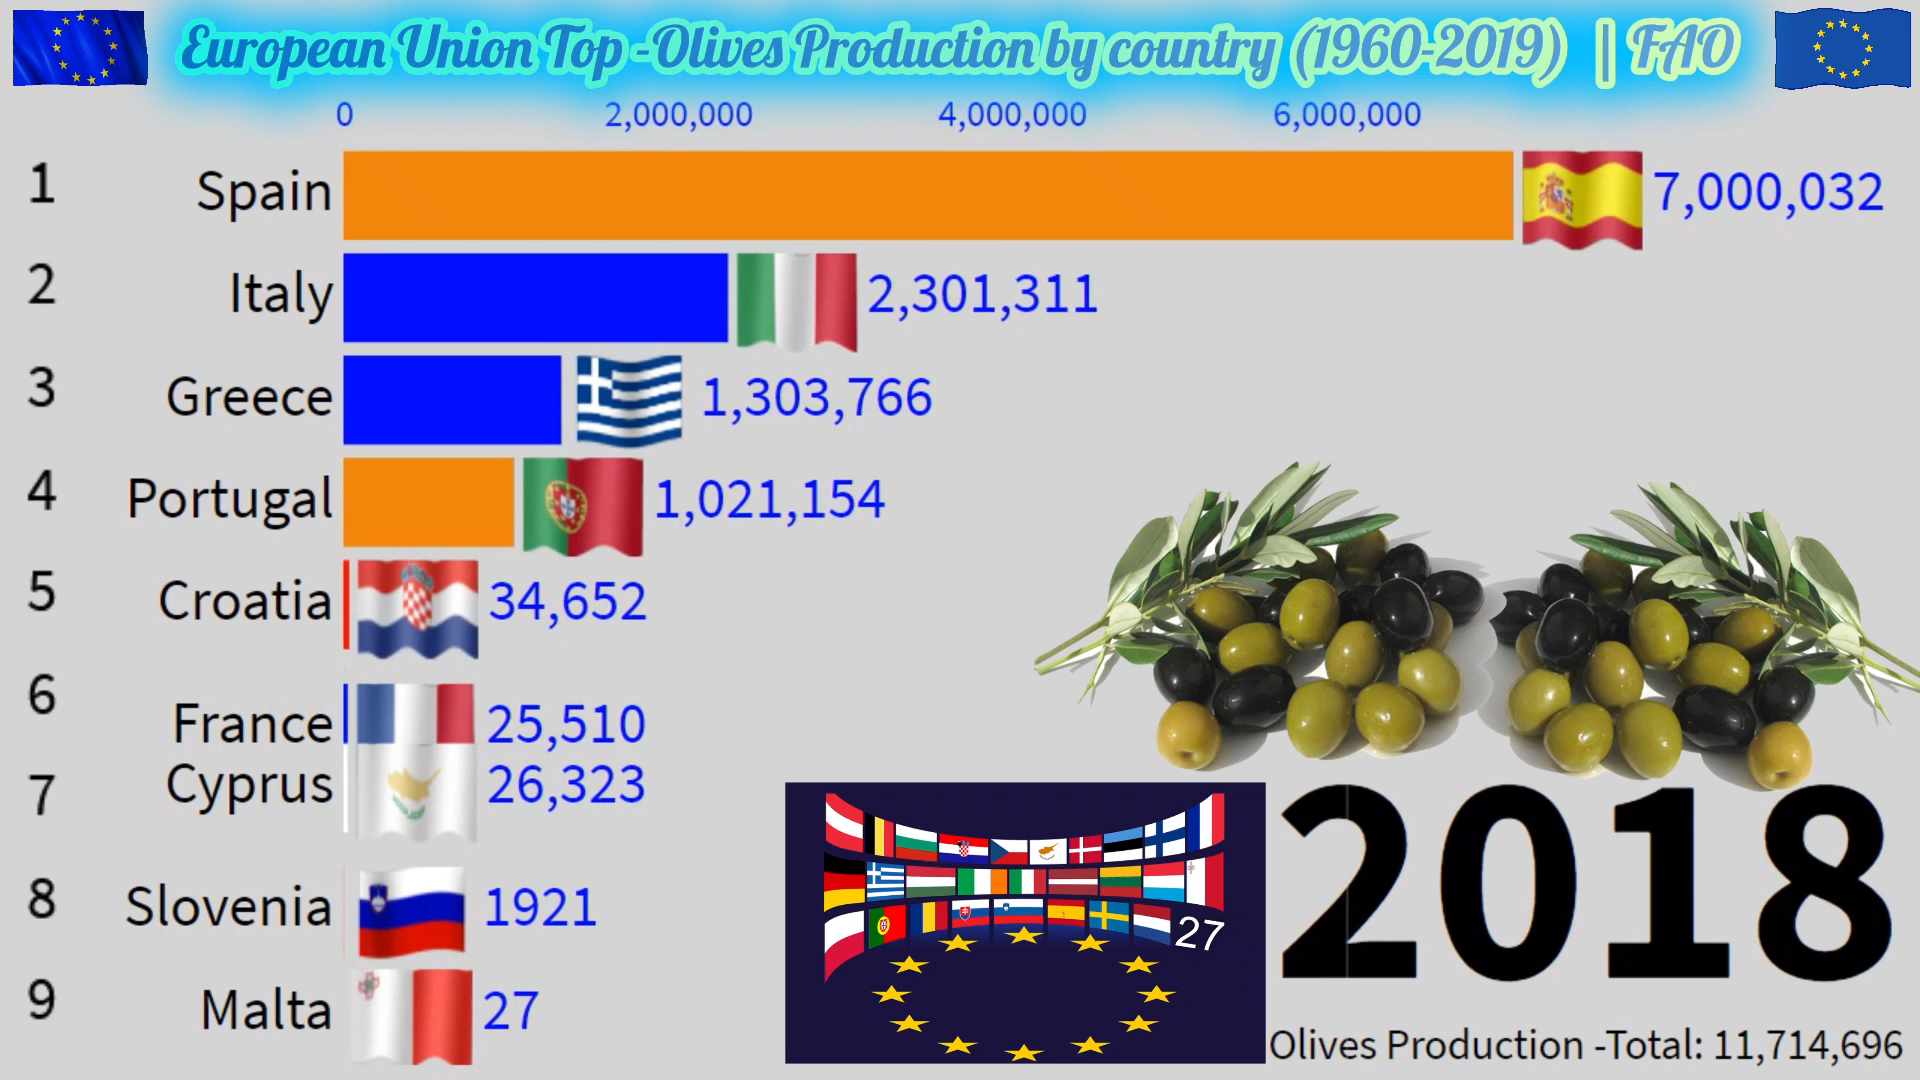 European Union Top -Olives Production by country (1960-2019) | FAO
0 2,000,000 4,000,000 6,000,000
1 Spain 7,000,032
2 Italy 2,301,311
3 Greece 1,303,766
4 Portugal 1,021,154
5 Croatia 34,652
6 France 25,510
7 Cyprus 26,323
8 Slovenia 1921
9 Malta 27
27
2018
Olives Production -Total: 11,714,696